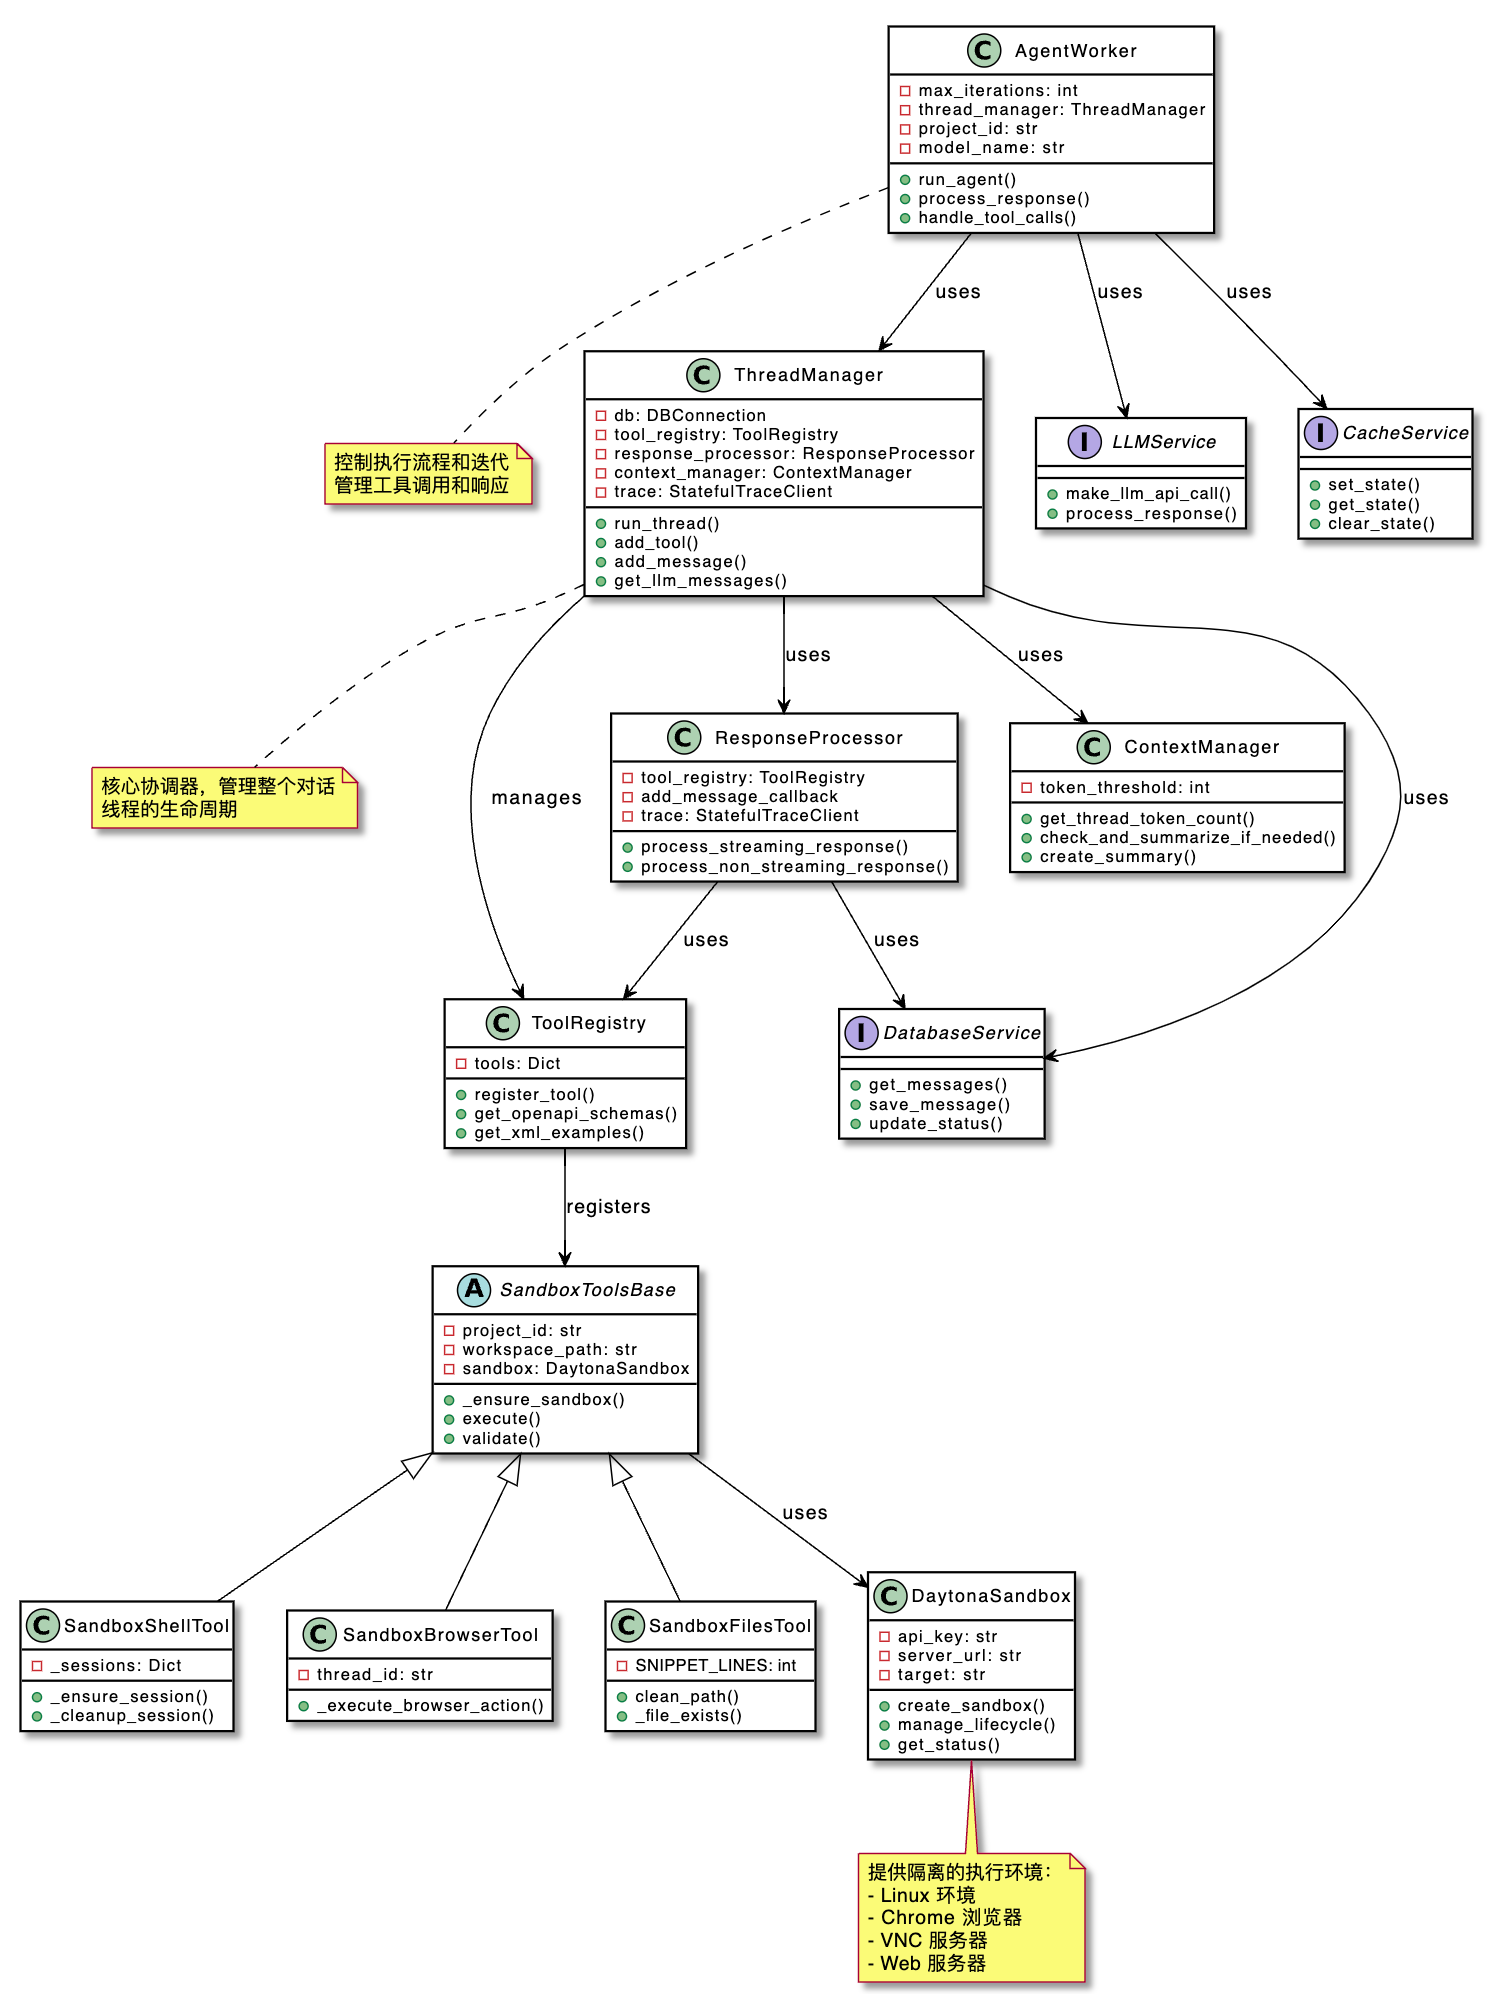 C AgentWorker
max_iterations: int
thread_manager: ThreadManager
project_id: str
model_name: str
run_agent()
process_response()
handle_tool_calls()
uses
uses
uses
C ThreadManager
db: DBConnection
tool_registry: ToolRegistry
response_processor: ResponseProcessor
context_manager: ContextManager
trace: StatefulTraceClient
run_thread()
add_tool()
add_message()
get_llm_messages()
I LLMService
make_llm_api_call()
process_response()
I CacheService
set_state()
get_state()
clear_state()
控制执行流程和迭代
管理工具调用和响应
uses
uses
manages
uses
核心协调器，管理整个对话
线程的生命周期
C ResponseProcessor
tool_registry: ToolRegistry
add_message_callback
trace: StatefulTraceClient
process_streaming_response()
process_non_streaming_response()
C ContextManager
token_threshold: int
get_thread_token_count()
check_and_summarize_if_needed()
create_summary()
uses
uses
C ToolRegistry
tools: Dict
register_tool()
get_openapi_schemas()
get_xml_examples()
I DatabaseService
get_messages()
save_message()
update_status()
registers
A SandboxToolsBase
project_id: str
workspace_path: str
sandbox: DaytonaSandbox
_ensure_sandbox()
execute()
validate()
uses
C SandboxShellTool
_sessions: Dict
_ensure_session()
_cleanup_session()
C SandboxBrowserTool
thread_id: str
_execute_browser_action()
C SandboxFilesTool
SNIPPET_LINES: int
clean_path()
_file_exists()
C DaytonaSandbox
api_key: str
server_url: str
target: str
create_sandbox()
manage_lifecycle()
get_status()
提供隔离的执行环境：
- Linux 环境
- Chrome 浏览器
- VNC 服务器
- Web 服务器